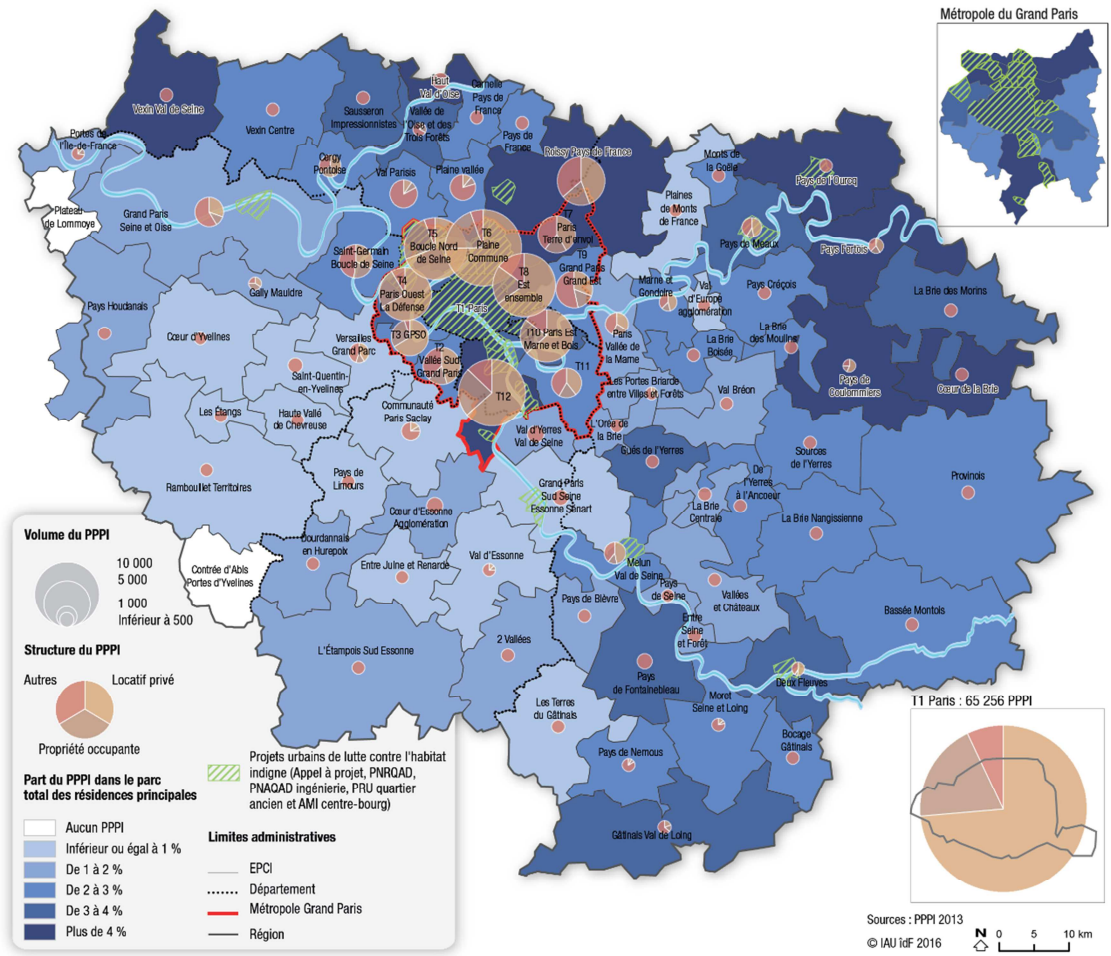 Métropole du Grand Paris
Vexin Val de Seine
Vexin Centre
Sausseron
Impressionnistes
Haut
Val d'Oise
Carnelle
Pays de
France
Vallée de
l'Oise et des
Trois Forêts
Pays de
France
Roissy Pays de France
Portes de
l'Île-de-France
Cergy
Pontoise
Val Parisis
Plaine vallée
Monts de
la Goële
Pays de l'Ourcq
Plaines
de Monts
de France
Plateau
de Lommoye
Grand Paris
Seine et Oise
Saint-Germain
Boucle de Seine
T5
Boucle Nord
de Seine
T6
Plaine
Commune
T7
Paris
Terre d'envol
Pays de Meaux
Pays Fertois
T8
Est
ensemble
T9
Grand Paris
Grand Est
Gally Mauldre
T4
Paris Ouest
La Défense
T1 Paris
Marne et
Gondoire
Val
d'Europe
agglomération
Pays Créçois
La Brie des Morins
Pays Houdanais
Cœur d'Yvelines
Versailles
Grand Parc
T3 GPSO
T10 Paris Est
Marne et Bois
Paris
Vallée de
la Marne
La Brie
Boisée
La Brie
des Moulins
T2
Vallée Sud
Grand Paris
T11
Saint-Quentin-
en-Yvelines
Les Portes Briarde
entre Villes et Forêts
Val Bréon
Pays de
Coulommiers
Cœur de la Brie
T12
Les Étangs
Haute Vallé
de Chevreuse
Communauté
Paris Saclay
Val d'Yerres
Val de Seine
L'Orée de
la Brie
Gués de l'Yerres
Sources
de l'Yerres
Rambouillet Territoires
Pays de
Limours
Grand Paris
Sud Seine
Essonne Sénart
De
l'Yerres
à l'Ancoeur
Provinois
Cœur d'Essonne
Agglomération
La Brie
Centrale
La Brie Nangissienne
Dourdannais
en Hurepoix
Contrée d'Ablis
Portes d'Yvelines
Entre Juine et Renarde
Val d'Essonne
Melun
Val de Seine
Pays
de Seine
Vallées
et Châteaux
Pays de Bièvre
Bassée Montois
Entre
Seine
et Forêt
L'Étampois Sud Essonne
2 Vallées
Pays
de Fontainebleau
Deux Fleuves
Les Terres
du Gâtinais
Moret
Seine et Loing
Bocage
Gâtinais
Pays de Nemous
Gâtinais Val de Loing
Volume du PPPI
10 000
5 000
1 000
Inférieur à 500
Structure du PPPI
Autres
Locatif privé
Propriété occupante
Part du PPPI dans le parc
total des résidences principales
Aucun PPPI
Inférieur ou égal à 1 %
De 1 à 2 %
De 2 à 3 %
De 3 à 4 %
Plus de 4 %
Projets urbains de lutte contre l'habitat
indigne (Appel à projet, PNRQAD,
PNAQAD ingénierie, PRU quartier
ancien et AMI centre-bourg)
Limites administratives
EPCI
Département
Métropole Grand Paris
Région
T1 Paris : 65 256 PPPI
Sources : PPPI 2013
© IAU îdF 2016
N 0 5 10 km